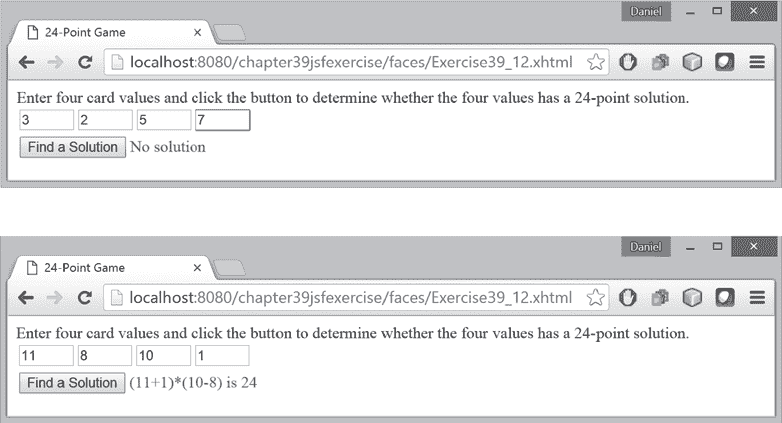 Daniel
24-Point Game
localhost:8080/chapter39jsfexercise/faces/Exercise39_12.xhtml
Enter four card values and click the button to determine whether the four values has a 24-point solution.
3 2 5 7
Find a Solution No solution
Daniel
24-Point Game
localhost:8080/chapter39jsfexercise/faces/Exercise39_12.xhtml
Enter four card values and click the button to determine whether the four values has a 24-point solution.
11 8 10 1
Find a Solution (11+1)*(10-8) is 24